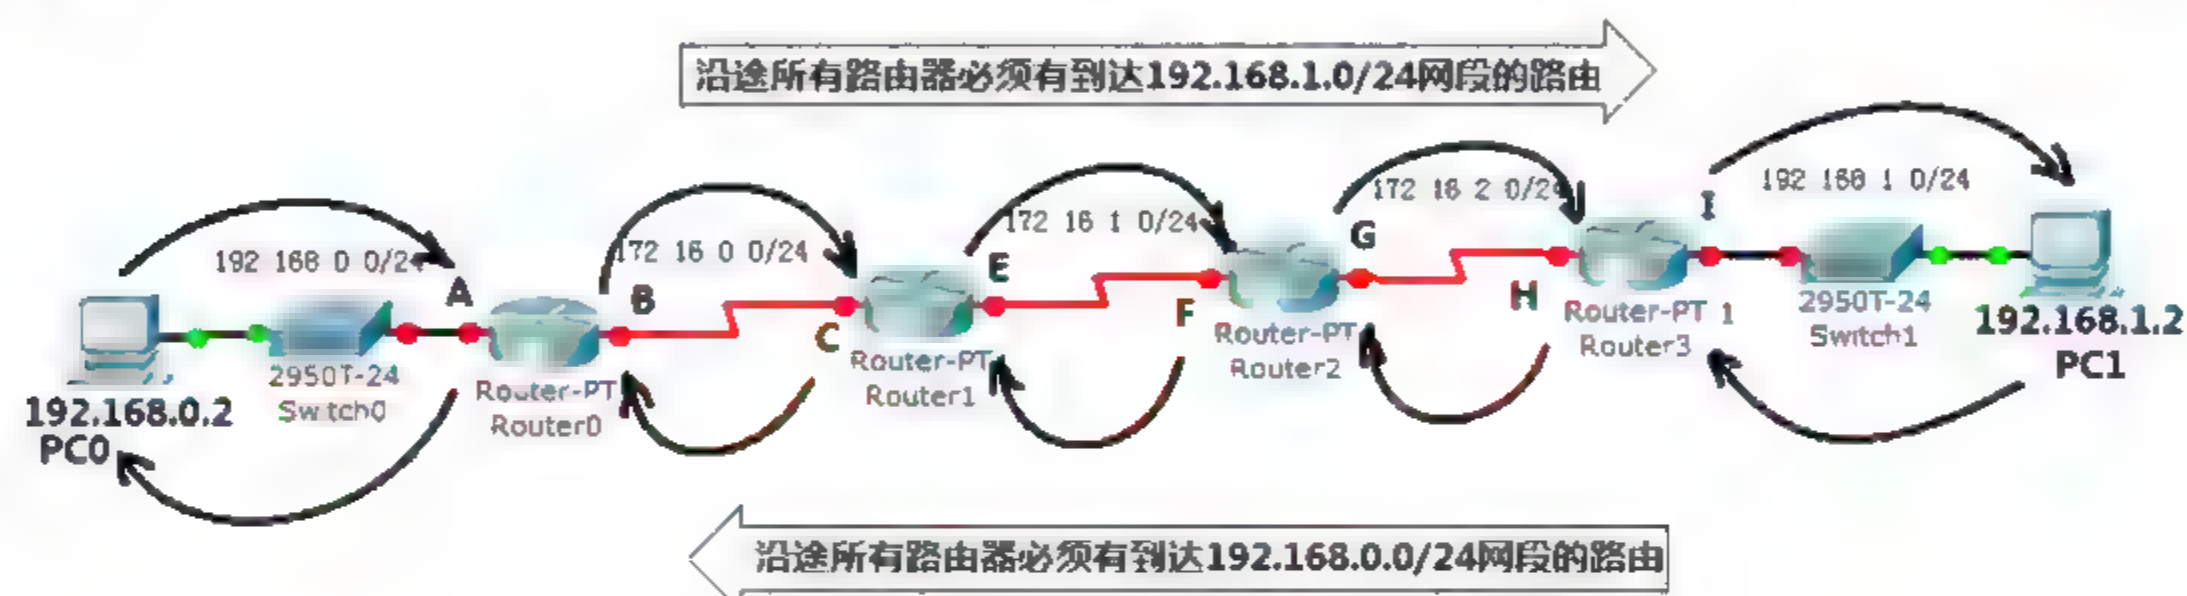 沿途所有路由器必须有到达192.168.1.0/24网段的路由
192 168 0 0/24
172 16 0 0/24
172 16 1 0/24
172 16 2 0/24
192 168 1 0/24
A
B
C
E
F
G
H
I
192.168.0.2
PC0
2950T-24
Switch0
Router-PT
Router0
Router-PT
Router1
Router-PT
Router2
Router-PT 1
Router3
2950T-24
Switch1
192.168.1.2
PC1
沿途所有路由器必须有到达192.168.0.0/24网段的路由